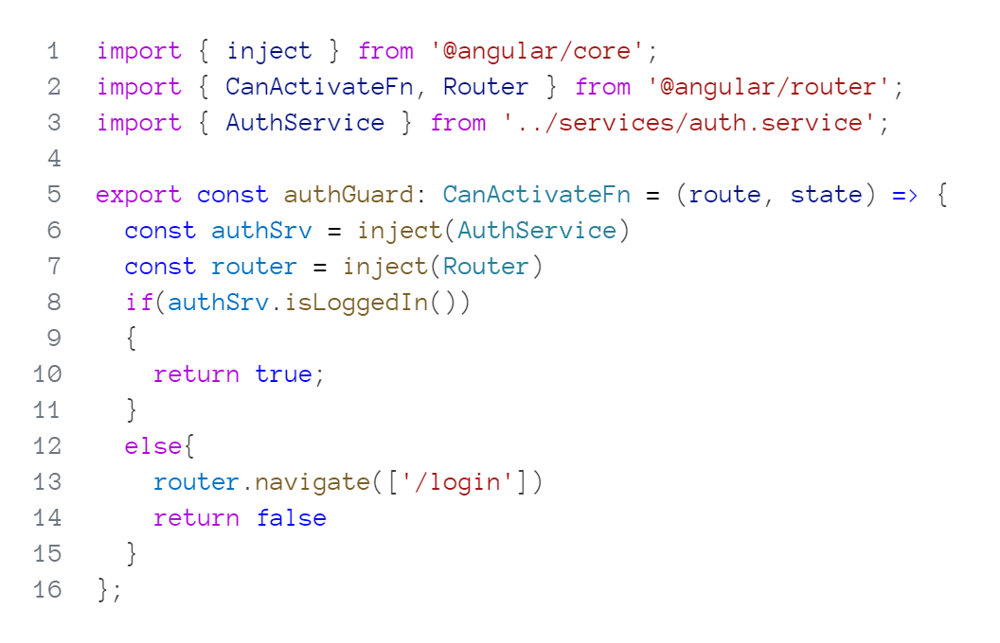 1 import { inject } from '@angular/core';
2 import { CanActivateFn, Router } from '@angular/router';
3 import { AuthService } from '../services/auth.service';
4
5 export const authGuard: CanActivateFn = (route, state) => {
6   const authSrv = inject(AuthService)
7   const router = inject(Router)
8   if(authSrv.isLoggedIn())
9   {
10     return true;
11   }
12   else{
13     router.navigate(['/login'])
14     return false
15   }
16 };